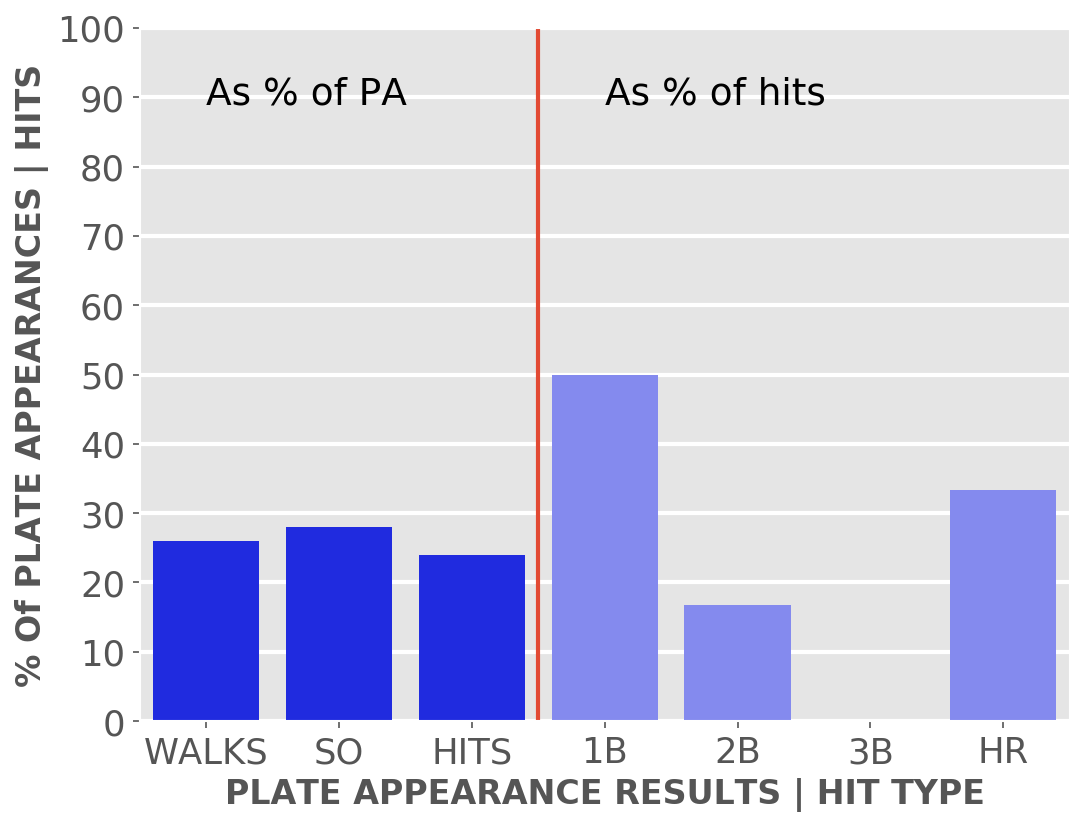 100
90
80
70
60
50
40
30
20
10
0
% Of PLATE APPEARANCES | HITS
As % of PA
As % of hits
WALKS SO HITS 1B 2B 3B HR
PLATE APPEARANCE RESULTS | HIT TYPE